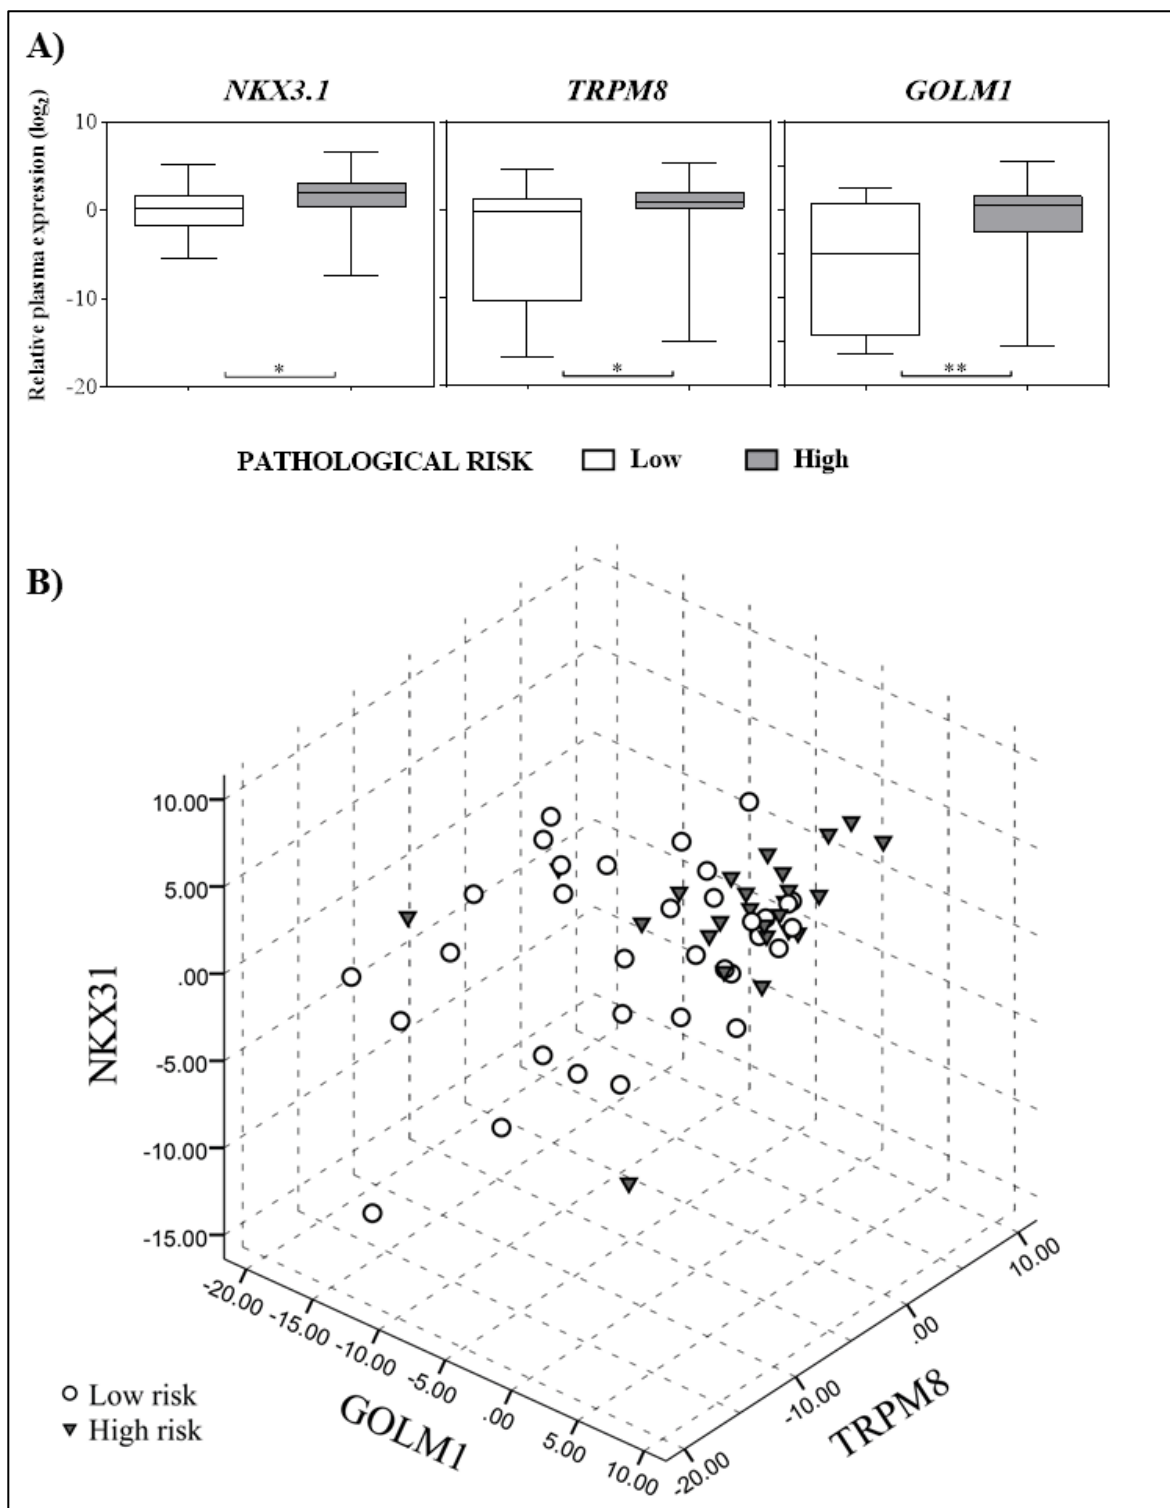 A)
NKX3.1 TRPM8 GOLM1
Relative plasma expression (log2)
10
0
-10
-20
* * **
PATHOLOGICAL RISK Low High
B)
NKX31
10.00
5.00
.00
-5.00
-10.00
-15.00
-20.00 -15.00 -10.00 -5.00 .00 5.00 10.00
GOLM1
-20.00 -10.00 .00 10.00
TRPM8
Low risk
High risk